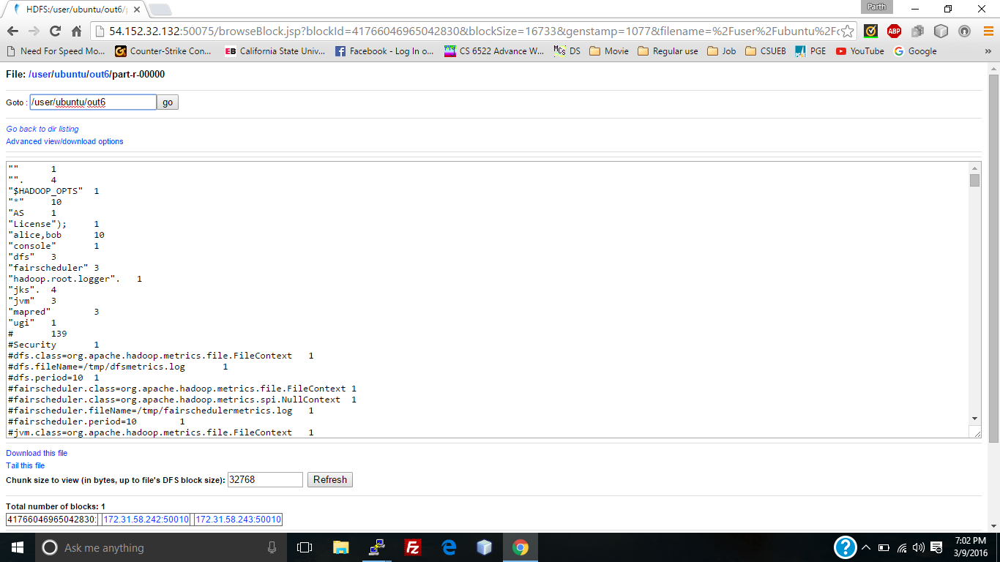 HDFS:/user/ubuntu/out6/p
Parth
54.152.32.132:50075/browseBlock.jsp?blockId=41766046965042830&blockSize=16733&genstamp=1077&filename=%2Fuser%2Fubuntu%2Fo
ABP
Need For Speed Mo... Counter-Strike Con... EB California State Univ... Facebook - Log In o... CS 6522 Advance W... DS Movie Regular use Job CSUEB PGE YouTube Google »
File: /user/ubuntu/out6/part-r-00000
Goto : /user/ubuntu/out6 go
Go back to dir listing
Advanced view/download options
"" 1
"". 4
"$HADOOP_OPTS" 1
"*" 10
"AS 1
"License"); 1
"alice,bob 10
"console" 1
"dfs" 3
"fairscheduler" 3
"hadoop.root.logger". 1
"jks". 4
"jvm" 3
"mapred" 3
"ugi" 1
# 139
#Security 1
#dfs.class=org.apache.hadoop.metrics.file.FileContext 1
#dfs.fileName=/tmp/dfsmetrics.log 1
#dfs.period=10 1
#fairscheduler.class=org.apache.hadoop.metrics.file.FileContext 1
#fairscheduler.class=org.apache.hadoop.metrics.spi.NullContext 1
#fairscheduler.fileName=/tmp/fairschedulermetrics.log 1
#fairscheduler.period=10 1
#jvm.class=org.apache.hadoop.metrics.file.FileContext 1
Download this file
Tail this file
Chunk size to view (in bytes, up to file's DFS block size): 32768 Refresh
Total number of blocks: 1
41766046965042830: 172.31.58.242:50010 172.31.58.243:50010
Ask me anything
Fz
?
7:02 PM
3/9/2016